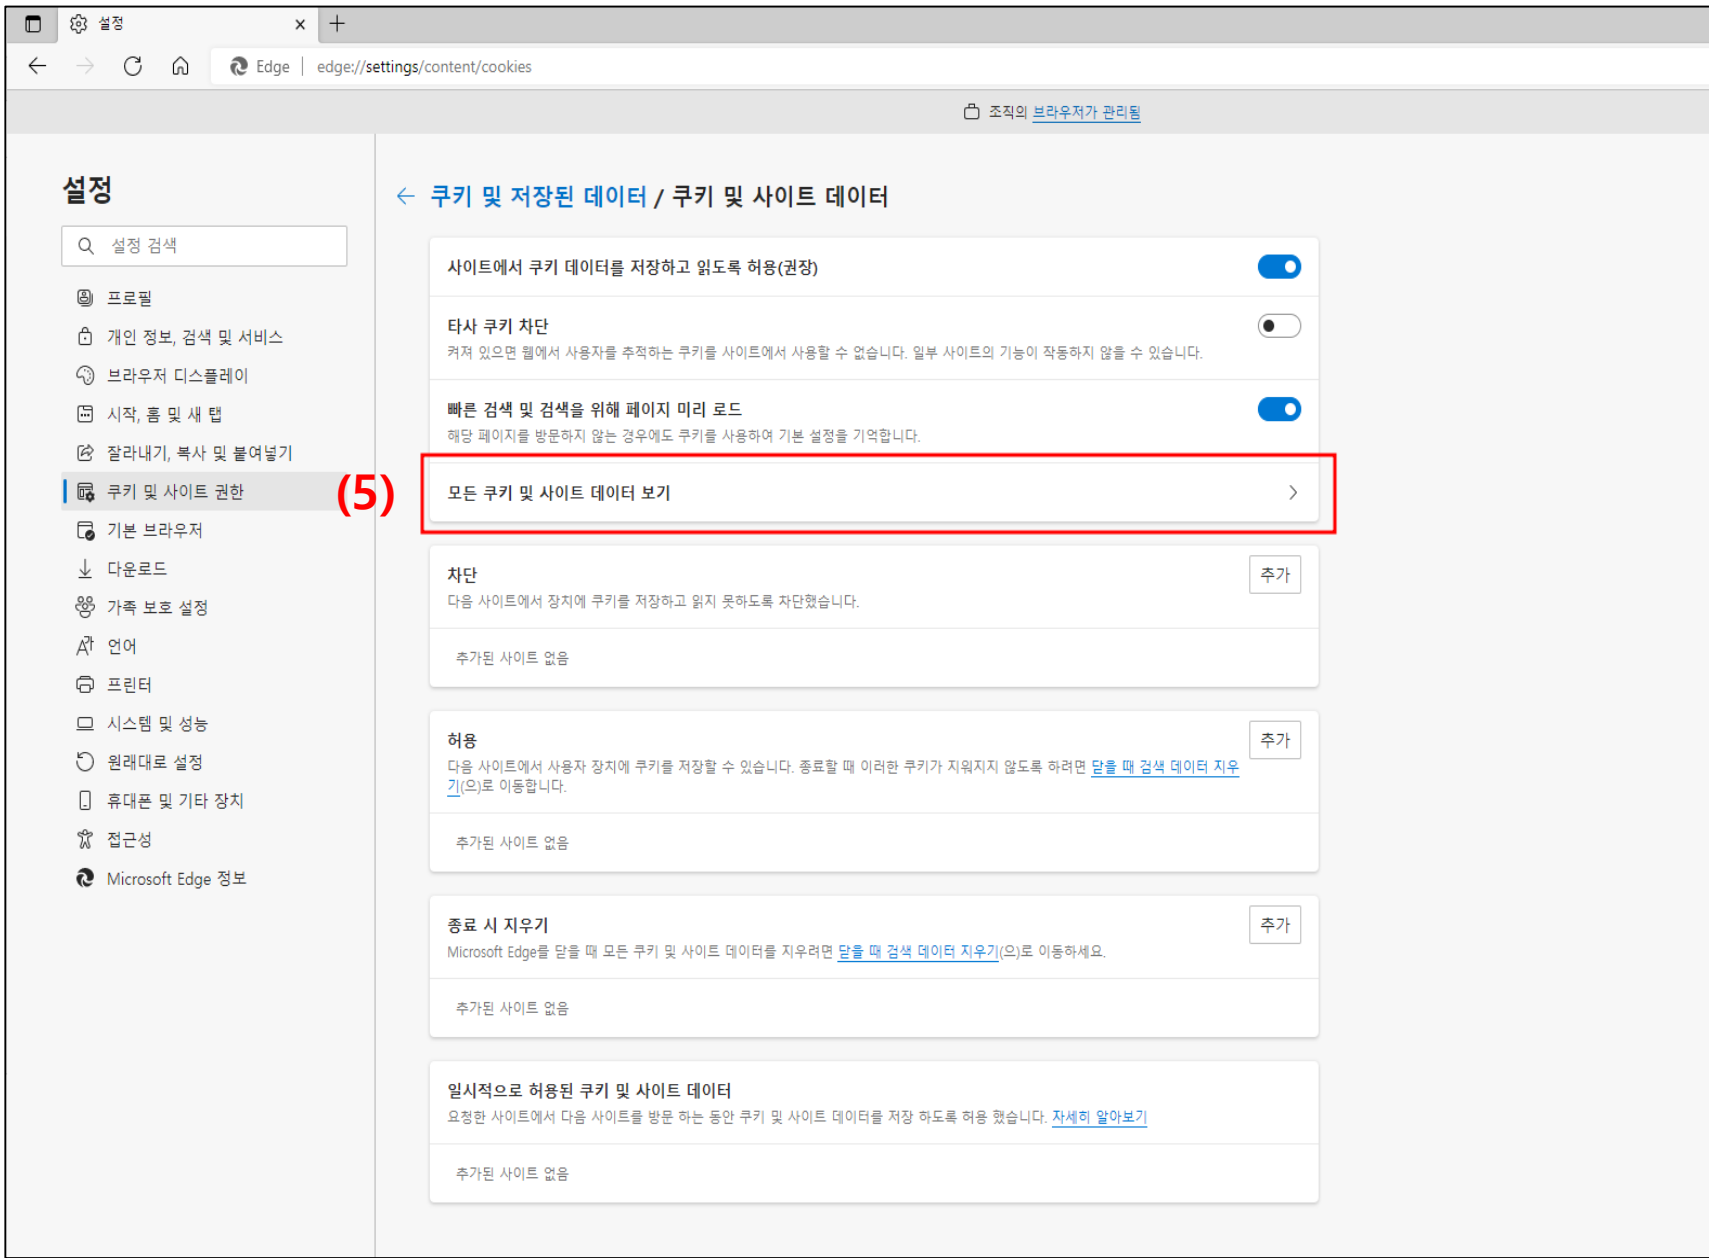 설정
Edge
edge://settings/content/cookies
조직의 브라우저가 관리됨
설정
설정 검색
프로필
개인 정보, 검색 및 서비스
브라우저 디스플레이
시작, 홈 및 새 탭
잘라내기, 복사 및 붙여넣기
쿠키 및 사이트 권한
기본 브라우저
다운로드
가족 보호 설정
언어
프린터
시스템 및 성능
원래대로 설정
휴대폰 및 기타 장치
접근성
Microsoft Edge 정보
쿠키 및 저장된 데이터 / 쿠키 및 사이트 데이터
사이트에서 쿠키 데이터를 저장하고 읽도록 허용(권장)
타사 쿠키 차단
켜져 있으면 웹에서 사용자를 추적하는 쿠키를 사이트에서 사용할 수 없습니다. 일부 사이트의 기능이 작동하지 않을 수 있습니다.
빠른 검색 및 검색을 위해 페이지 미리 로드
해당 페이지를 방문하지 않는 경우에도 쿠키를 사용하여 기본 설정을 기억합니다.
(5)
모든 쿠키 및 사이트 데이터 보기
차단
추가
다음 사이트에서 장치에 쿠키를 저장하고 읽지 못하도록 차단했습니다.
추가된 사이트 없음
허용
추가
다음 사이트에서 사용자 장치에 쿠키를 저장할 수 있습니다. 종료할 때 이러한 쿠키가 지워지지 않도록 하려면 닫을 때 검색 데이터 지우
기(으)로 이동합니다.
추가된 사이트 없음
종료 시 지우기
추가
Microsoft Edge를 닫을 때 모든 쿠키 및 사이트 데이터를 지우려면 닫을 때 검색 데이터 지우기(으)로 이동하세요.
추가된 사이트 없음
일시적으로 허용된 쿠키 및 사이트 데이터
요청한 사이트에서 다음 사이트를 방문 하는 동안 쿠키 및 사이트 데이터를 저장 하도록 허용 했습니다. 자세히 알아보기
추가된 사이트 없음